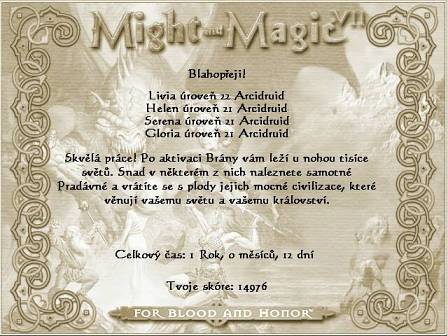 Might and Magic VII
Blahopřeji!
Livia úroveň 22 Arcidruid
Helen úroveň 21 Arcidruid
Serena úroveň 21 Arcidruid
Gloria úroveň 21 Arcidruid
Skvělá práce! Po aktivaci Brány vám leží u nohou tisíce
světů. Snad v některém z nich naleznete samotné
Pradávné a vrátíte se s plody jejich mocné civilizace, které
věnují vašemu světu a vašemu království.
Celkový čas: 1 Rok, 0 měsíců, 12 dní
Tvoje skóre: 14976
FOR BLOOD AND HONOR™